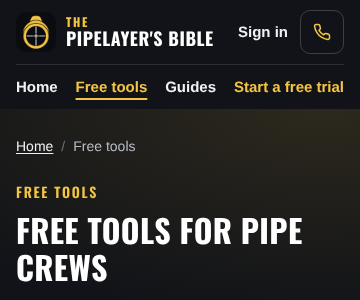 THE
PIPELAYER'S BIBLE
Sign in
Home Free tools Guides Start a free trial
Home / Free tools
FREE TOOLS
FREE TOOLS FOR PIPE
CREWS